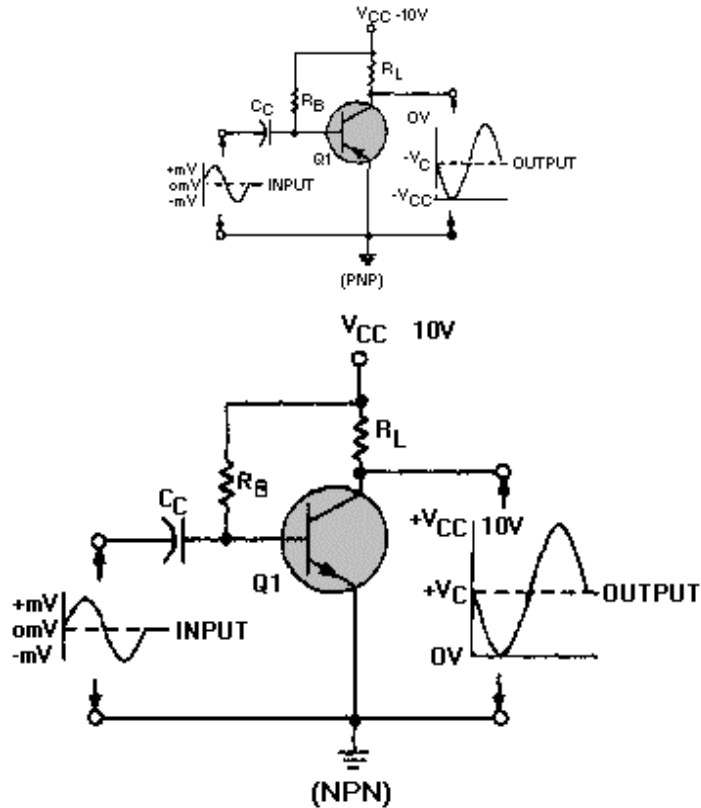 VCC -10V
RL
RB
CC
Q1
0V
-VC
OUTPUT
-VCC
+mV
omV
-mV
INPUT
(PNP)
VCC 10V
RL
RB
CC
Q1
+VCC 10V
+VC
OUTPUT
0V
+mV
omV
-mV
INPUT
(NPN)